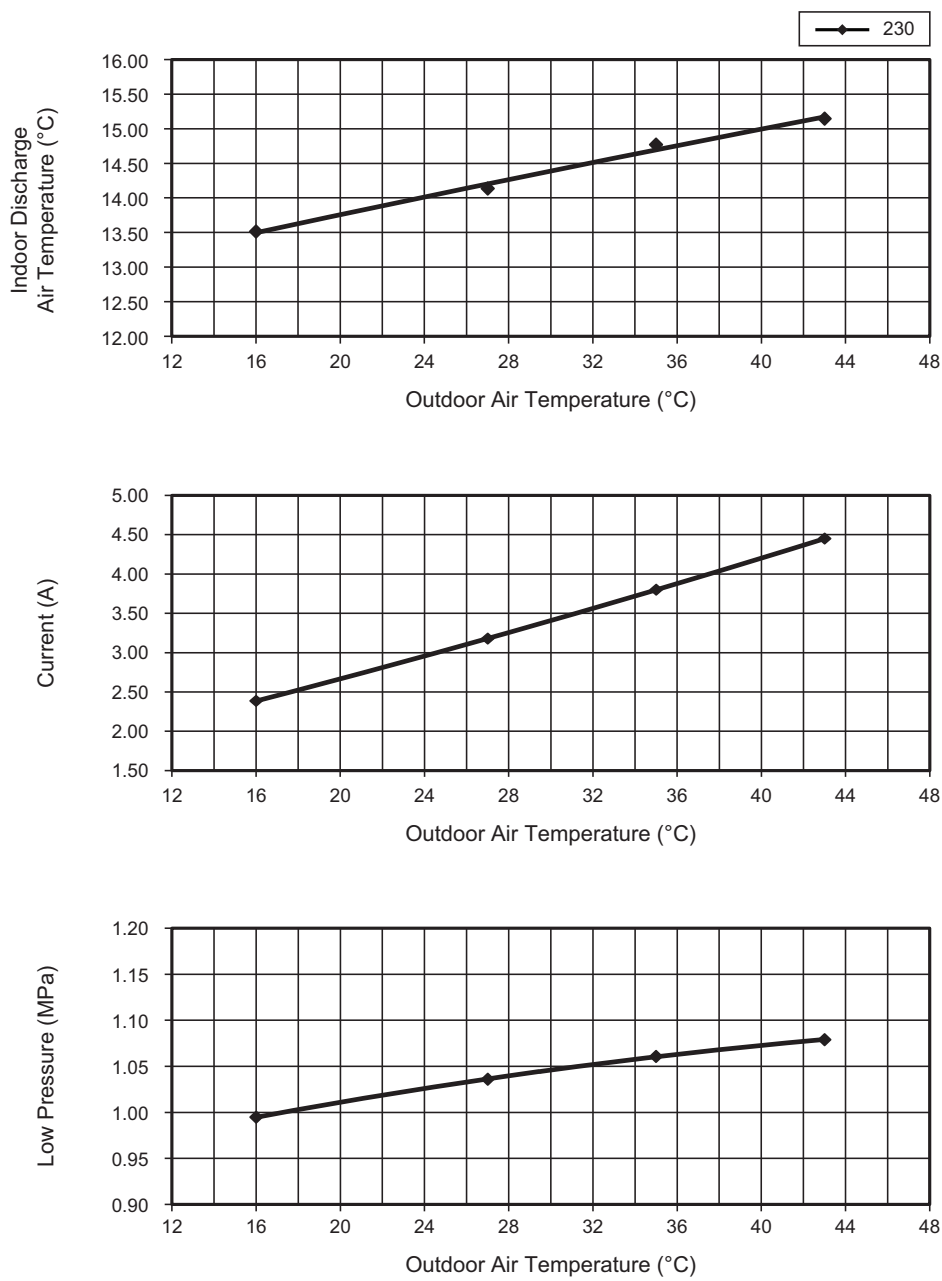 230
16.00
15.50
15.00
14.50
14.00
13.50
13.00
12.50
12.00
Indoor Discharge
Air Temperature (°C)
12 16 20 24 28 32 36 40 44 48
Outdoor Air Temperature (°C)
5.00
4.50
4.00
3.50
3.00
2.50
2.00
1.50
Current (A)
12 16 20 24 28 32 36 40 44 48
Outdoor Air Temperature (°C)
1.20
1.15
1.10
1.05
1.00
0.95
0.90
Low Pressure (MPa)
12 16 20 24 28 32 36 40 44 48
Outdoor Air Temperature (°C)